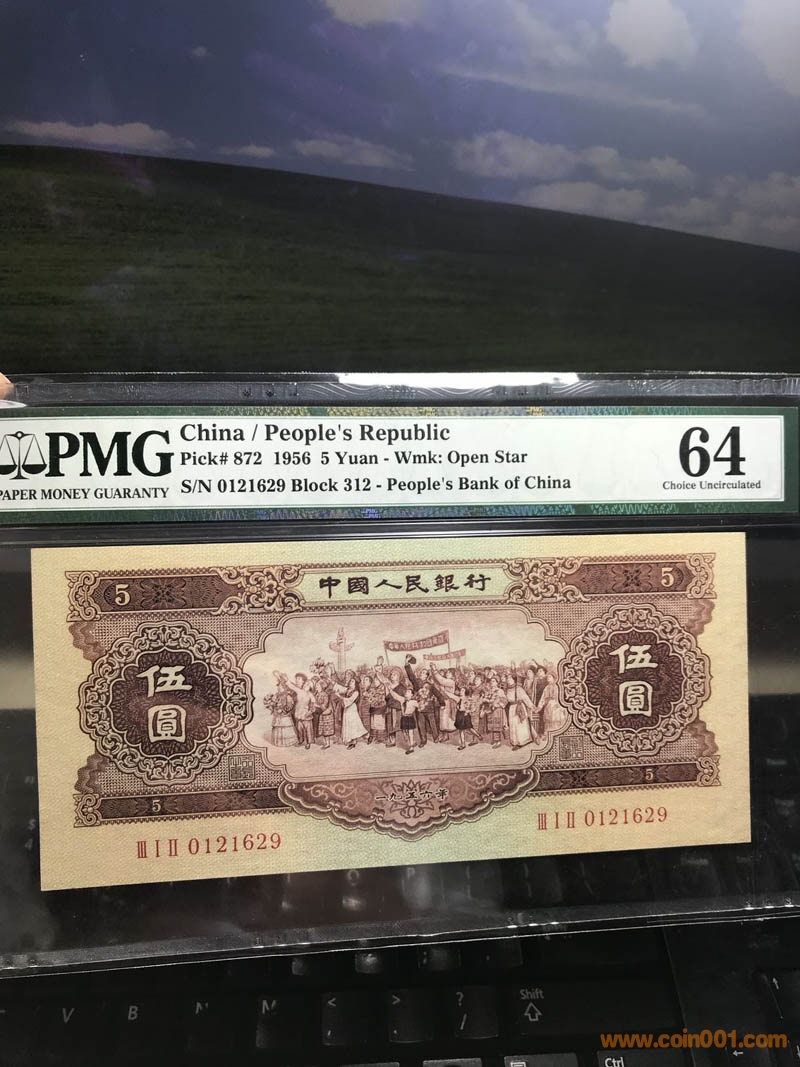 PMG
PAPER MONEY GUARANTY
China / People's Republic
Pick# 872 1956 5 Yuan - Wmk: Open Star
S/N 0121629 Block 312 - People's Bank of China
64
Choice Uncirculated
5
中國人民銀行
5
伍圓
伍圓
5
一九五六年
5
III I II 0121629
III I II 0121629
V
B
N
M
<
>
?
/
Shift
Ctrl
www.coin001.com